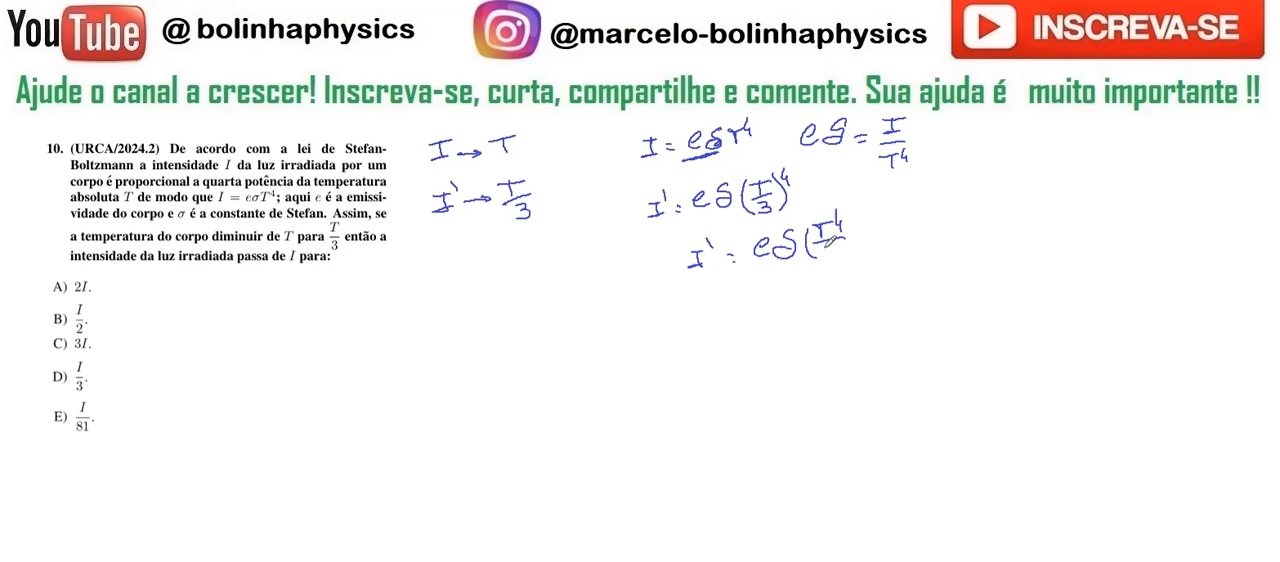 YouTube @bolinhaphysics @marcelo-bolinhaphysics INSCREVA-SE
Ajude o canal a crescer! Inscreva-se, curta, compartilhe e comente. Sua ajuda é muito importante !!
10. (URCA/2024.2) De acordo com a lei de Stefan-
Boltzmann a intensidade I da luz irradiada por um
corpo é proporcional a quarta potência da temperatura
absoluta T de modo que I = eσT⁴; aqui e é a emissi-
vidade do corpo e σ é a constante de Stefan. Assim, se
a temperatura do corpo diminuir de T para T/3 então a
intensidade da luz irradiada passa de I para:
A) 2I.
B) I/2.
C) 3I.
D) I/3.
E) I/81.
I → T
I' → T/3
I = eσT⁴ eσ = I/T⁴
I' = eσ(T/3)⁴
I' = eσ(T⁴